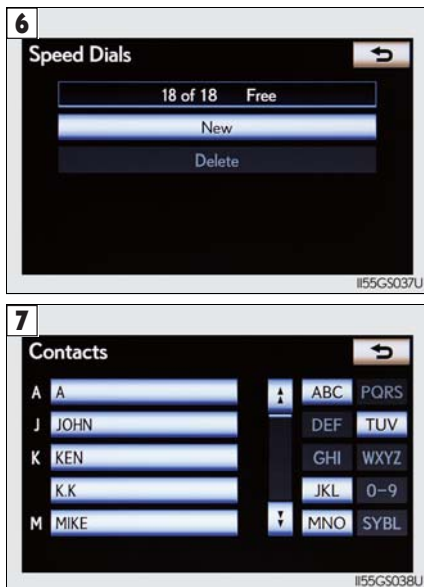 6
Speed Dials
18 of 18 Free
New
Delete
II55GS037U
7
Contacts
A A ABC PQRS
J JOHN DEF TUV
K KEN GHI WXYZ
K.K JKL 0–9
M MIKE MNO SYBL
II55GS038U